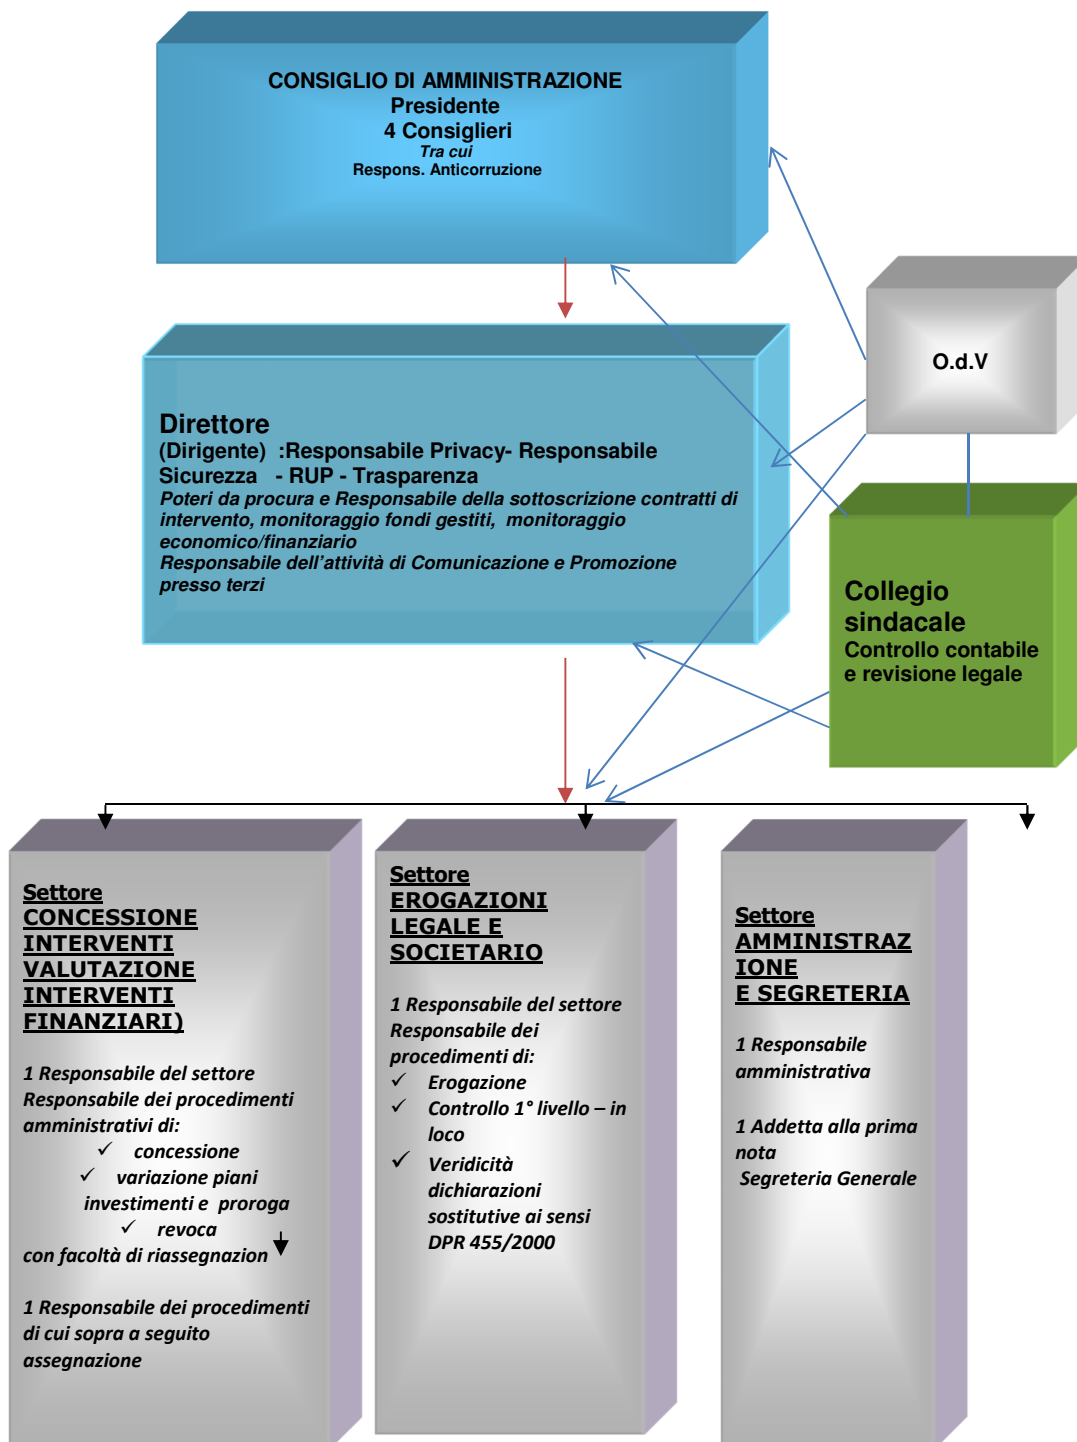 CONSIGLIO DI AMMINISTRAZIONE
Presidente
4 Consiglieri
Tra cui
Respons. Anticorruzione
O.d.V
Direttore
(Dirigente) :Responsabile Privacy- Responsabile
Sicurezza - RUP - Trasparenza
Poteri da procura e Responsabile della sottoscrizione contratti di
intervento, monitoraggio fondi gestiti, monitoraggio
economico/finanziario
Responsabile dell'attività di Comunicazione e Promozione
presso terzi
Collegio
sindacale
Controllo contabile
e revisione legale
Settore
CONCESSIONE
INTERVENTI
VALUTAZIONE
INTERVENTI
FINANZIARI)
1 Responsabile del settore
Responsabile dei procedimenti
amministrativi di:
✓ concessione
✓ variazione piani
investimenti e proroga
✓ revoca
con facoltà di riassegnazion
1 Responsabile dei procedimenti
di cui sopra a seguito
assegnazione
Settore
EROGAZIONI
LEGALE E
SOCIETARIO
1 Responsabile del settore
Responsabile dei
procedimenti di:
✓ Erogazione
✓ Controllo 1° livello – in
loco
✓ Veridicità
dichiarazioni
sostitutive ai sensi
DPR 455/2000
Settore
AMMINISTRAZ
IONE
E SEGRETERIA
1 Responsabile
amministrativa
1 Addetta alla prima
nota
Segreteria Generale